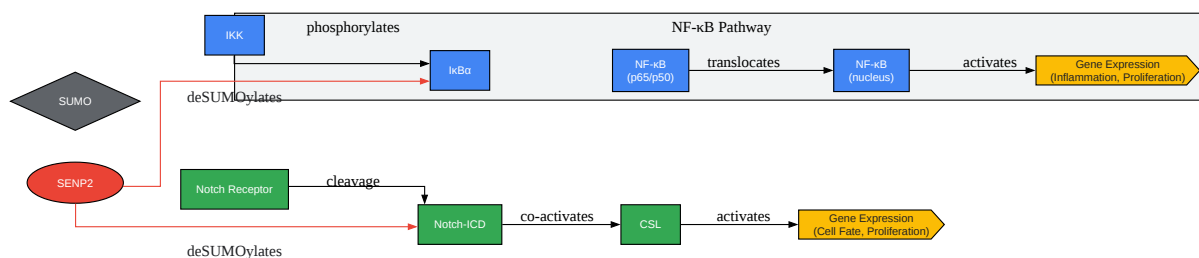 IKK
phosphorylates
NF-κB Pathway
IκBα
NF-κB
(p65/p50)
translocates
NF-κB
(nucleus)
activates
Gene Expression
(Inflammation, Proliferation)
SUMO
deSUMOylates
SENP2
Notch Receptor
cleavage
Notch-ICD
co-activates
CSL
activates
Gene Expression
(Cell Fate, Proliferation)
deSUMOylates